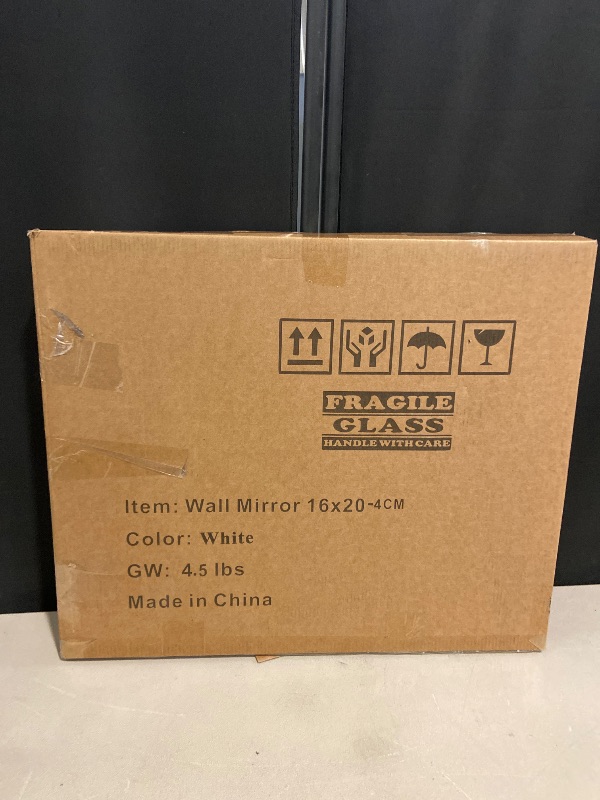 FRAGILE
GLASS
HANDLE WITH CARE
Item: Wall Mirror 16x20-4CM
Color: White
GW: 4.5 lbs
Made in China